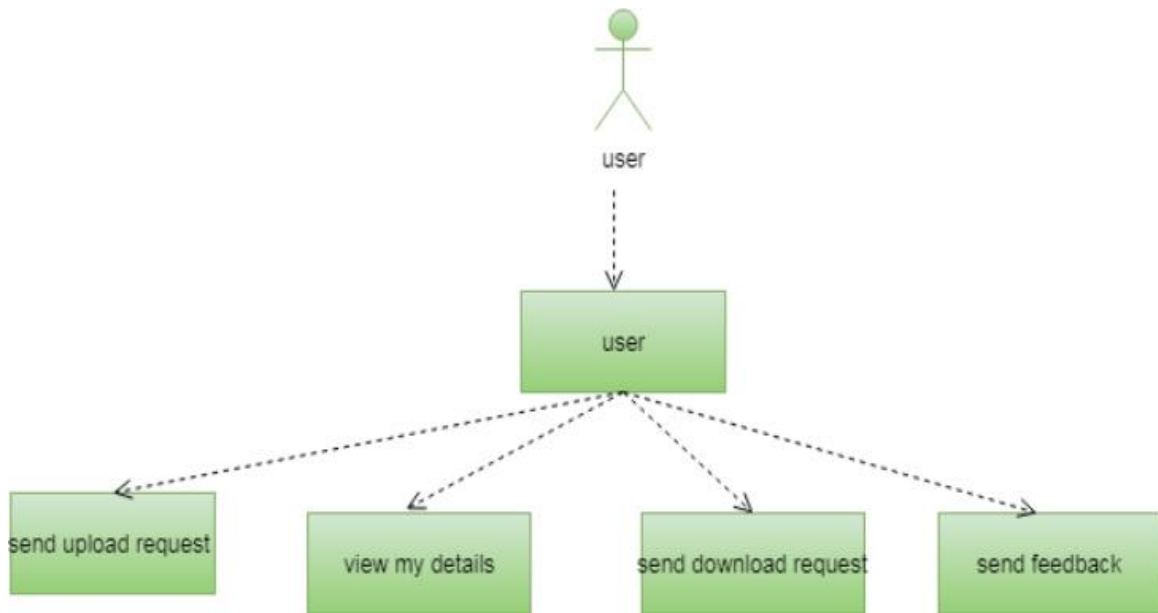 user
user
send upload request
view my details
send download request
send feedback